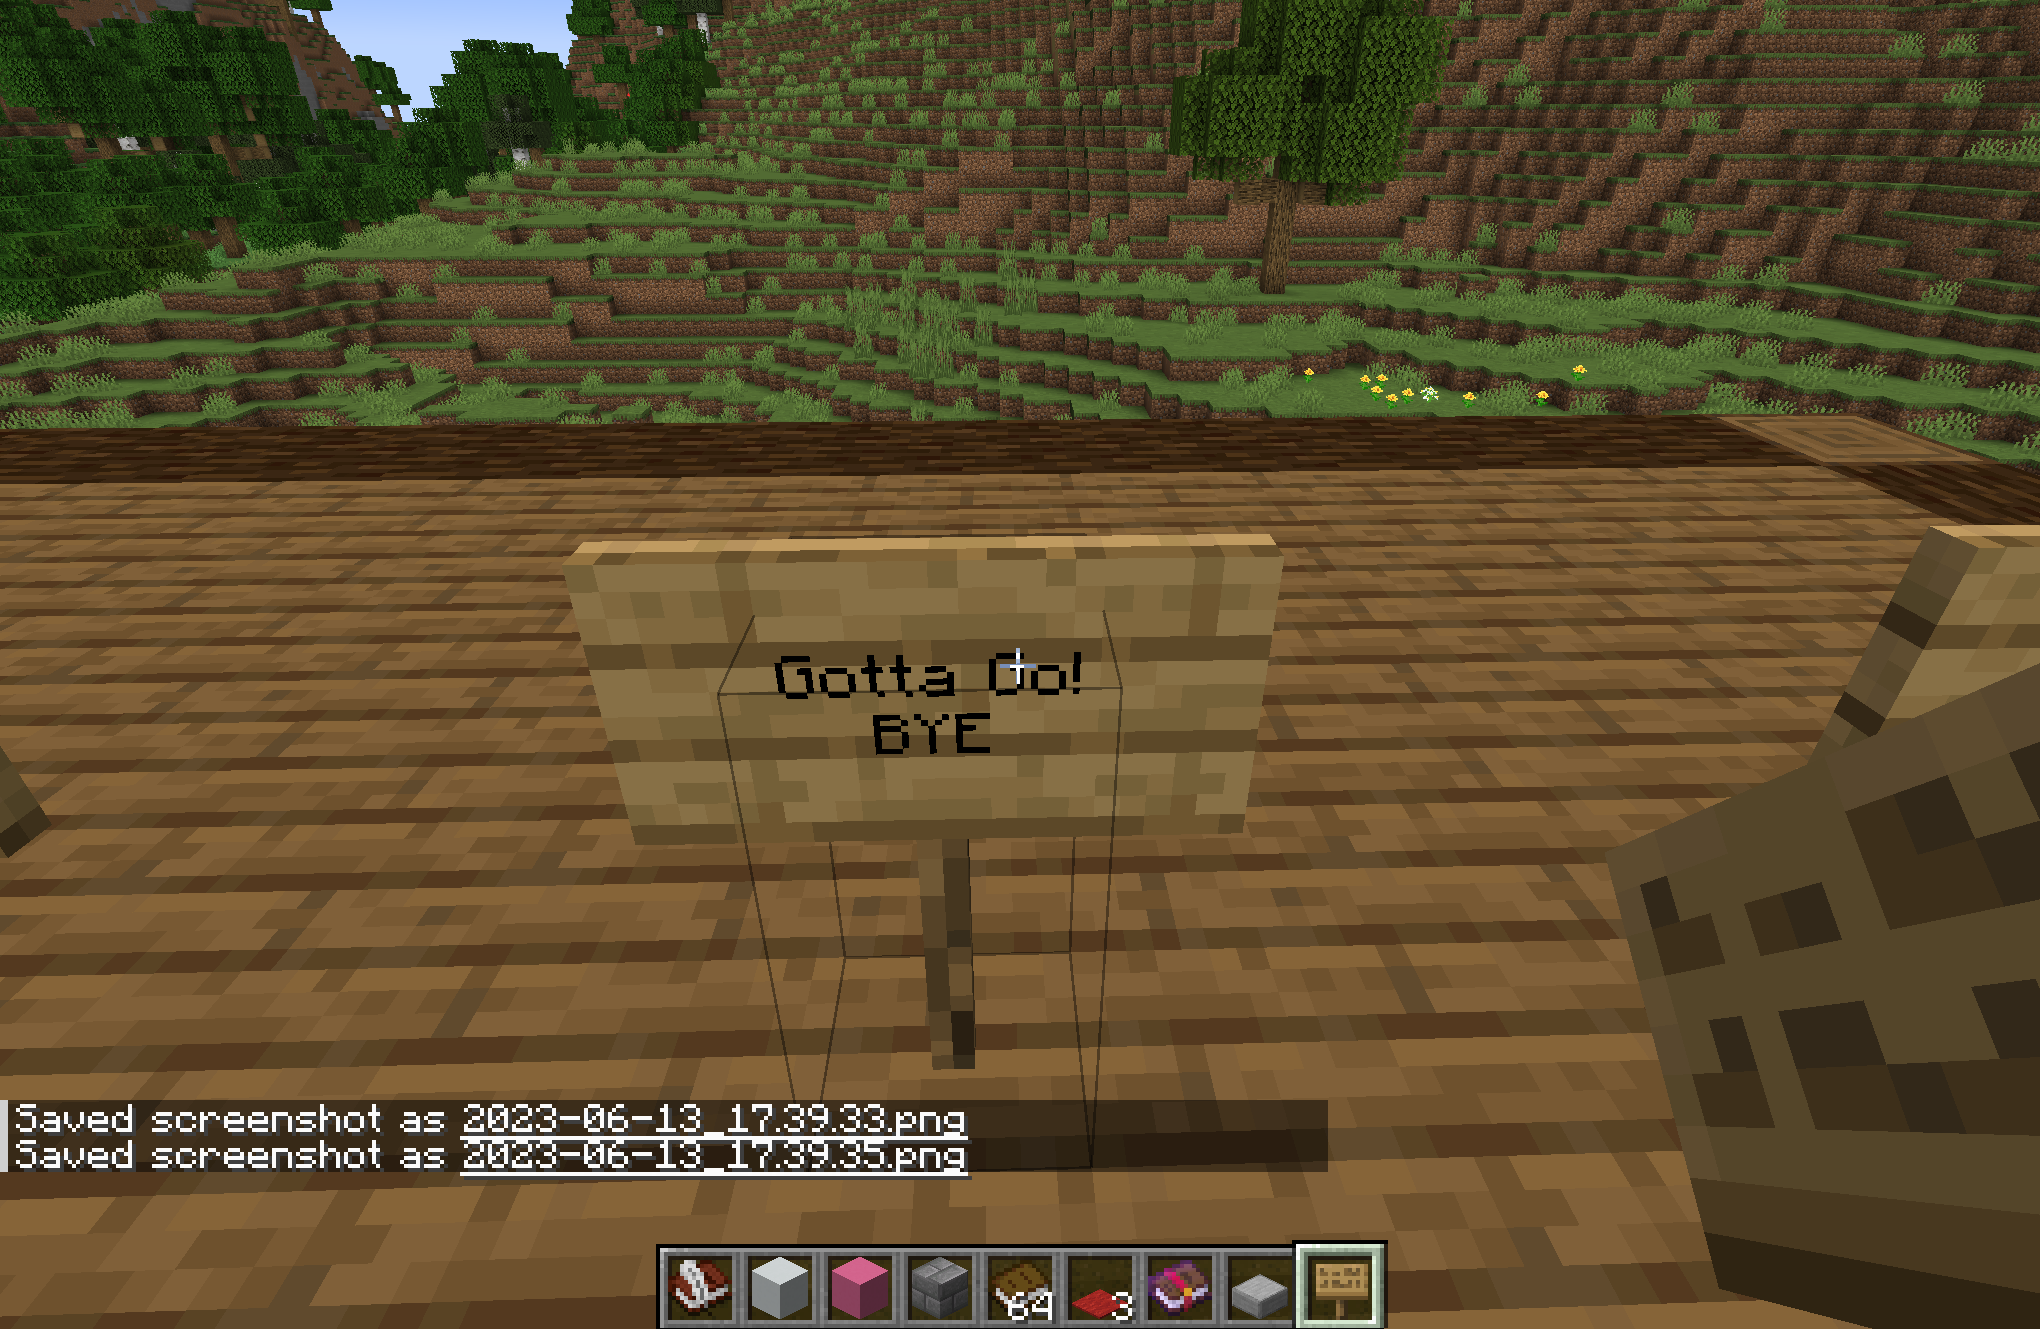 Gotta Go!
BYE
Saved screenshot as 2023-06-13_17.39.33.png
Saved screenshot as 2023-06-13_17.39.35.png
64
3